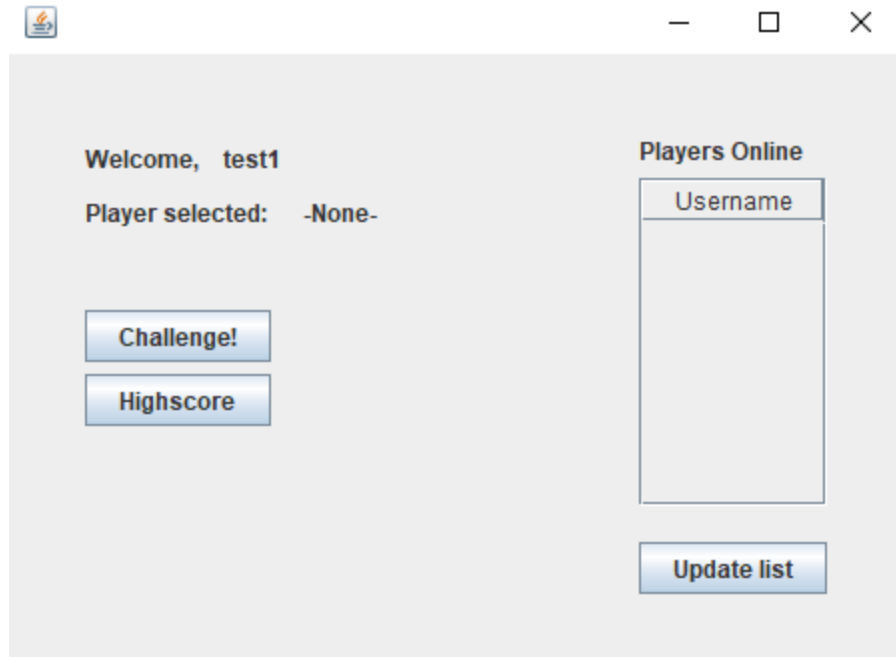 Welcome, test1
Player selected: -None-
Challenge!
Highscore
Players Online
Username
Update list